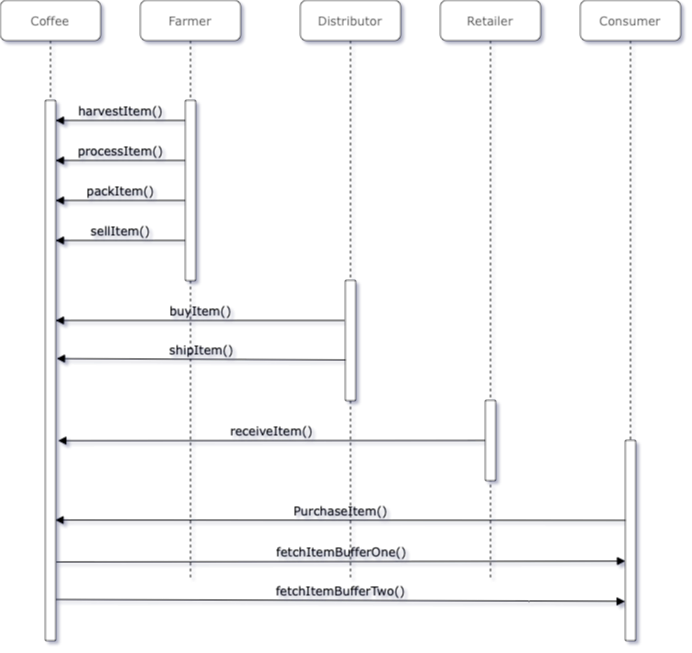 Coffee Farmer Distributor Retailer Consumer
harvestItem()
processItem()
packItem()
sellItem()
buyItem()
shipItem()
receiveItem()
PurchaseItem()
fetchItemBufferOne()
fetchItemBufferTwo()